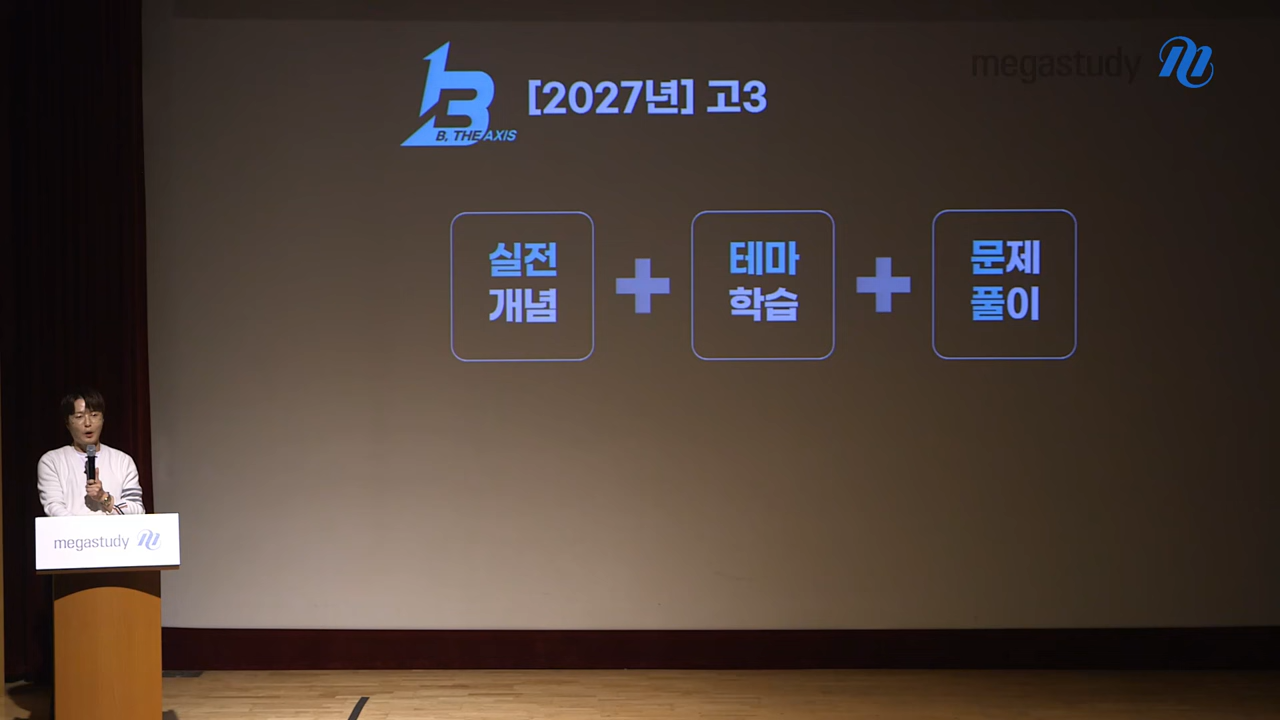 megastudy
[2027년] 고3
B, THE AXIS
실전
개념
테마
학습
문제
풀이
megastudy